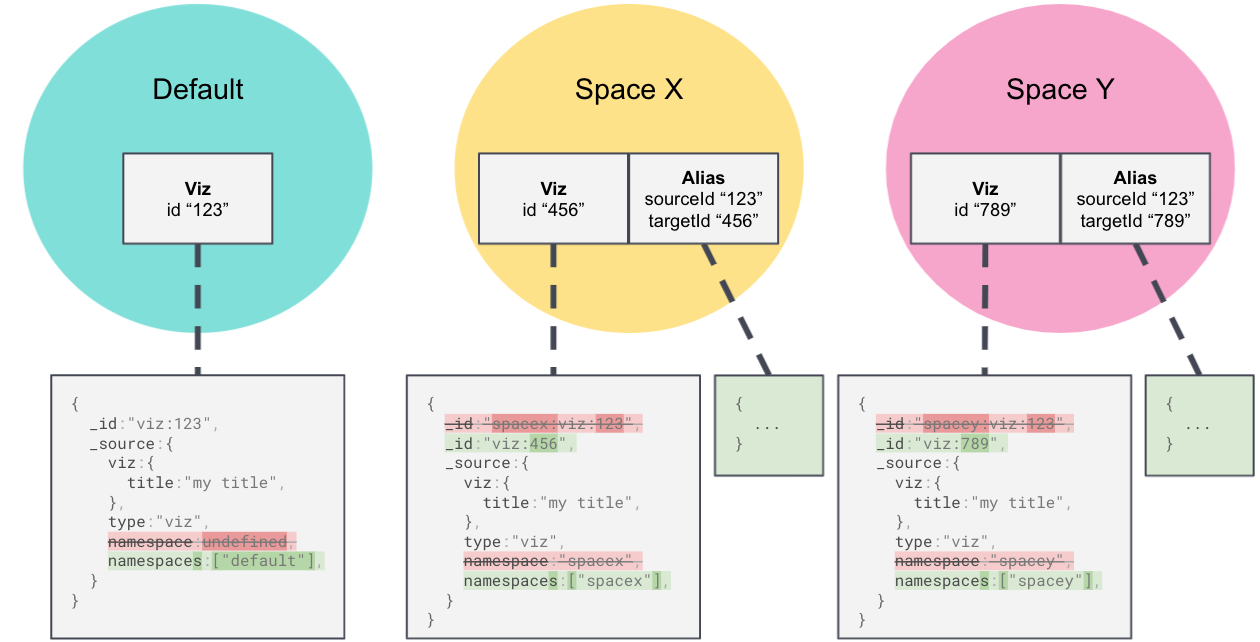 Default
Viz
id “123”
{
_id:"viz:123",
_source:{
viz:{
title:"my title",
},
type:"viz",
namespace:undefined,
namespaces:["default"],
}
}
Space X
Viz
id “456”
Alias
sourceId “123”
targetId “456”
{
_id:"spacex:viz:123",
_id:"viz:456",
_source:{
viz:{
title:"my title",
},
type:"viz",
namespace:"spacex",
namespaces:["spacex"],
}
}
{
...
}
Space Y
Viz
id “789”
Alias
sourceId “123”
targetId “789”
{
_id:"spacey:viz:123",
_id:"viz:789",
_source:{
viz:{
title:"my title",
},
type:"viz",
namespace:"spacey",
namespaces:["spacey"],
}
}
{
...
}